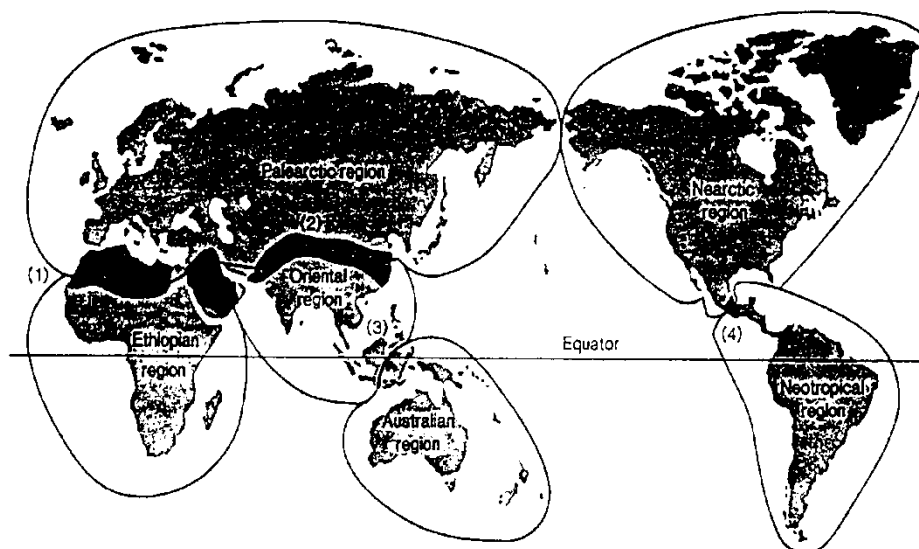 Palearctic region
Nearctic
region
(2)
(1)
Oriental
region
(3)
Ethiopian
region
Equator
(4)
Neotropical
region
Australian
region